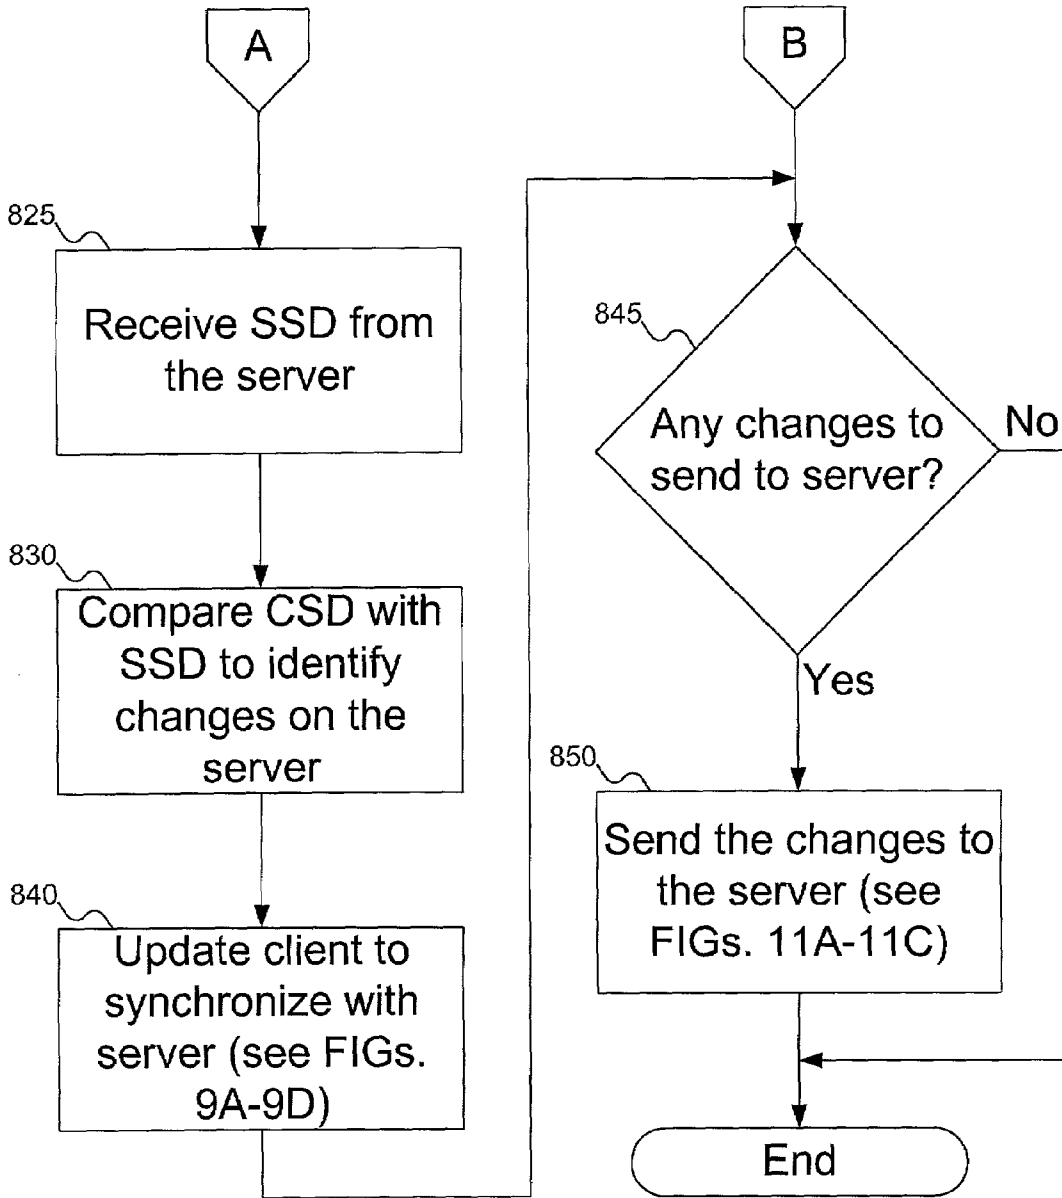 A
825
Receive SSD from
the server
830
Compare CSD with
SSD to identify
changes on the
server
840
Update client to
synchronize with
server (see FIGs.
9A-9D)
B
845
Any changes to
send to server?
No
Yes
850
Send the changes to
the server (see
FIGs. 11A-11C)
End